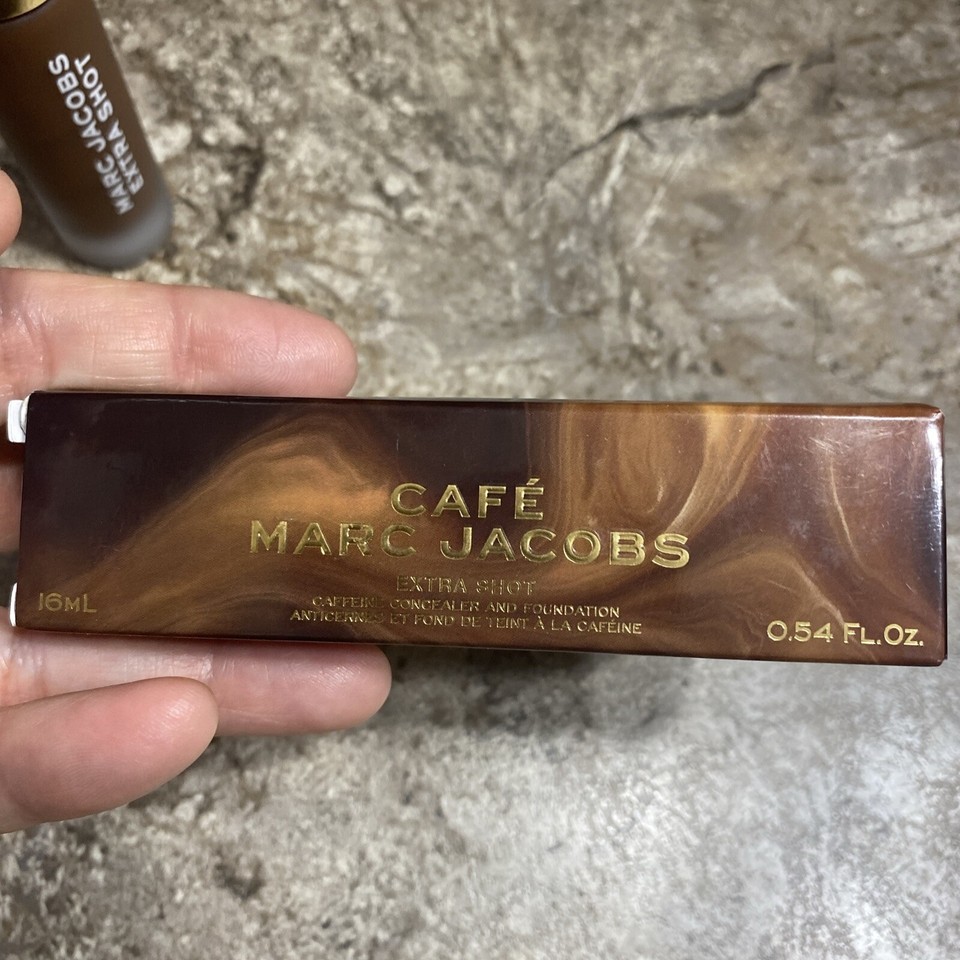 MARC JACOBS
EXTRA SHOT
CAFÉ
MARC JACOBS
EXTRA SHOT
CAFFEINE CONCEALER AND FOUNDATION
ANTICERNES ET FOND DE TEINT À LA CAFÉINE
16mL
0.54 FL.OZ.